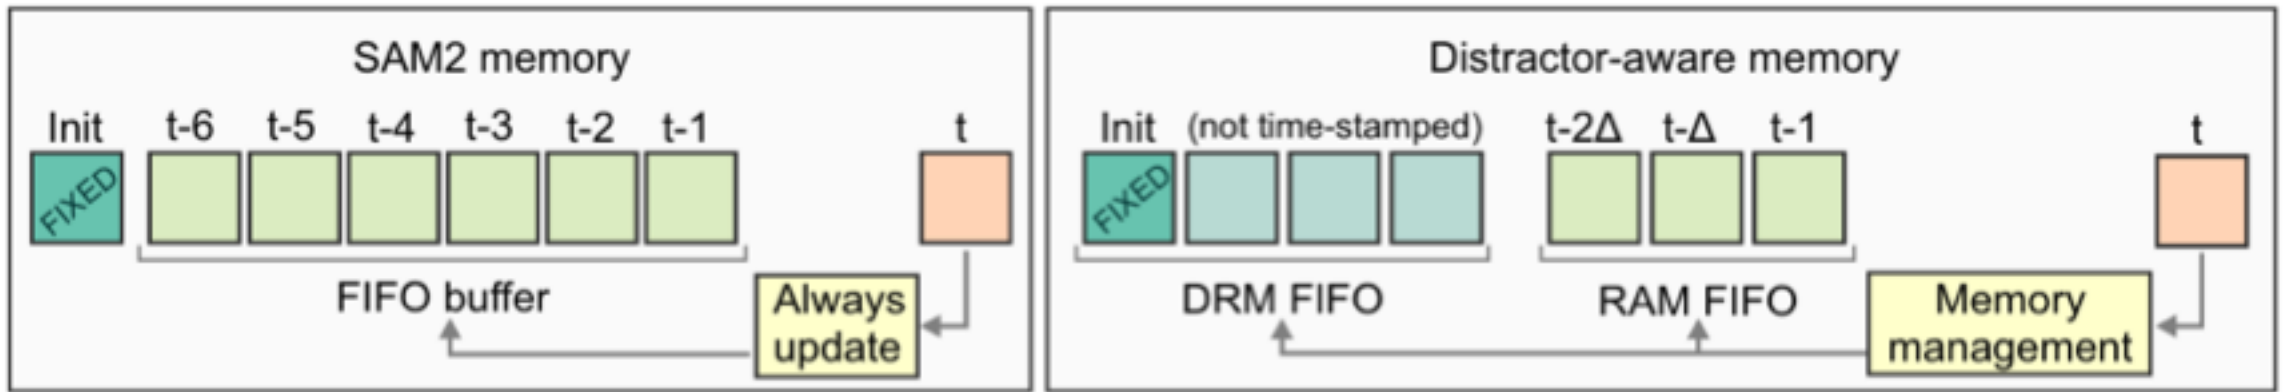 SAM2 memory
Init t-6 t-5 t-4 t-3 t-2 t-1 t
FIXED
FIFO buffer
Always
update
Distractor-aware memory
Init (not time-stamped) t-2Δ t-Δ t-1 t
FIXED
DRM FIFO RAM FIFO
Memory
management